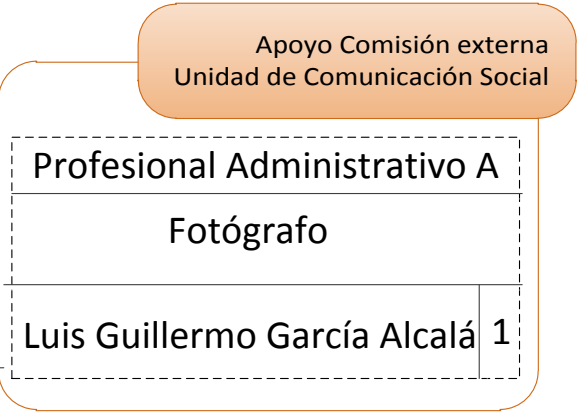 Apoyo Comisión externa
Unidad de Comunicación Social
Profesional Administrativo A
Fotógrafo
Luis Guillermo García Alcalá 1